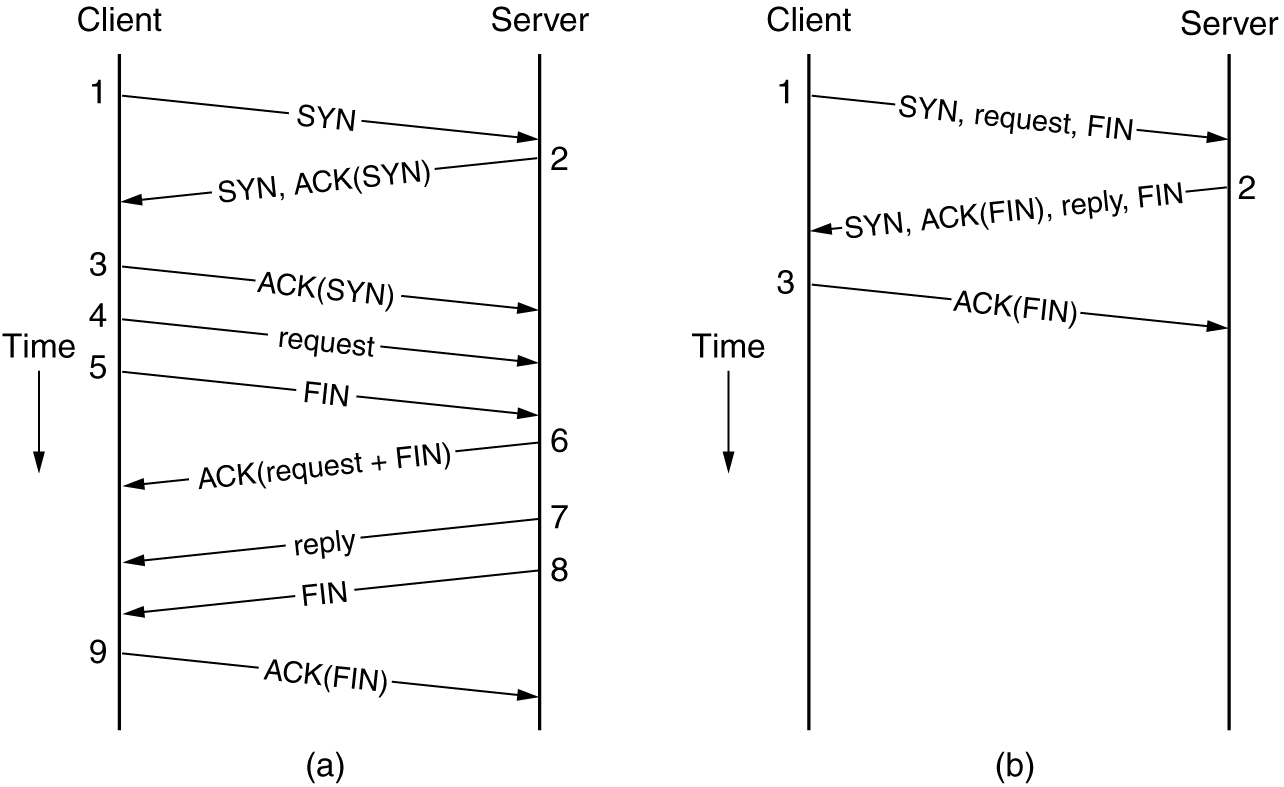 Client
Server
1
SYN
2
SYN, ACK(SYN)
3
ACK(SYN)
4
request
Time
5
FIN
6
ACK(request + FIN)
7
reply
8
FIN
9
ACK(FIN)
(a)
Client
Server
1
SYN, request, FIN
2
SYN, ACK(FIN), reply, FIN
3
ACK(FIN)
Time
(b)